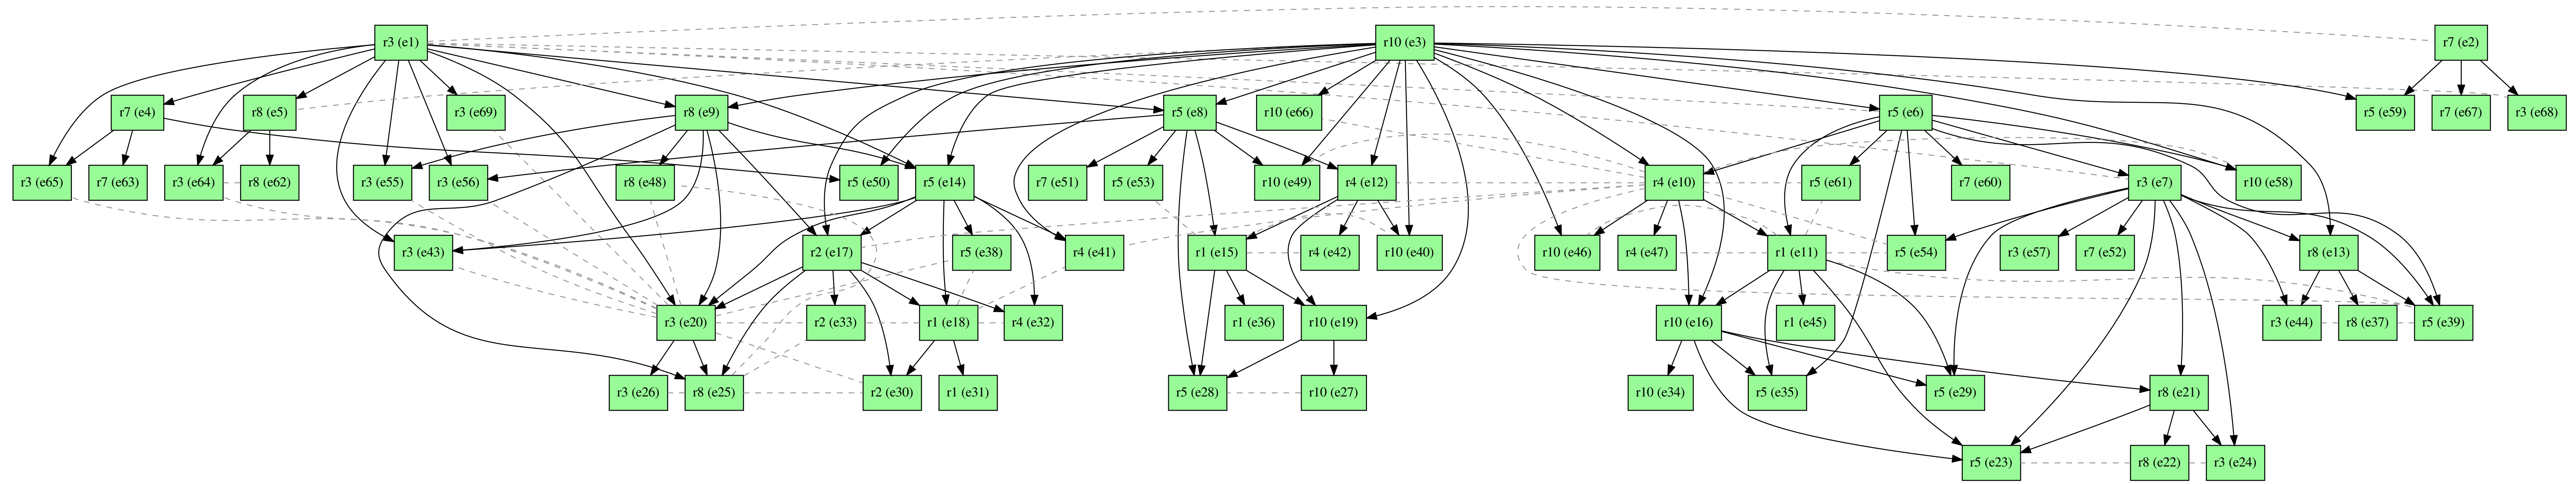 r3 (e1)
r10 (e3)
r7 (e2)
r7 (e4)
r8 (e5)
r3 (e69)
r8 (e9)
r5 (e8)
r10 (e66)
r5 (e6)
r5 (e59)
r7 (e67)
r3 (e68)
r3 (e65)
r7 (e63)
r3 (e64)
r8 (e62)
r3 (e55)
r3 (e56)
r8 (e48)
r5 (e50)
r5 (e14)
r7 (e51)
r5 (e53)
r10 (e49)
r4 (e12)
r4 (e10)
r5 (e61)
r7 (e60)
r3 (e7)
r10 (e58)
r3 (e43)
r2 (e17)
r5 (e38)
r4 (e41)
r1 (e15)
r4 (e42)
r10 (e40)
r10 (e46)
r4 (e47)
r1 (e11)
r5 (e54)
r3 (e57)
r7 (e52)
r8 (e13)
r3 (e20)
r2 (e33)
r1 (e18)
r4 (e32)
r1 (e36)
r10 (e19)
r10 (e16)
r1 (e45)
r3 (e44)
r8 (e37)
r5 (e39)
r3 (e26)
r8 (e25)
r2 (e30)
r1 (e31)
r5 (e28)
r10 (e27)
r10 (e34)
r5 (e35)
r5 (e29)
r8 (e21)
r5 (e23)
r8 (e22)
r3 (e24)